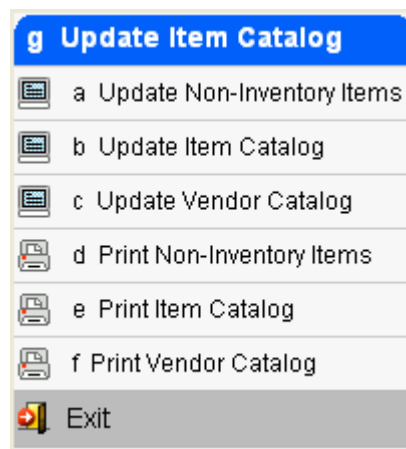 g Update Item Catalog
a Update Non-Inventory Items
b Update Item Catalog
c Update Vendor Catalog
d Print Non-Inventory Items
e Print Item Catalog
f Print Vendor Catalog
Exit